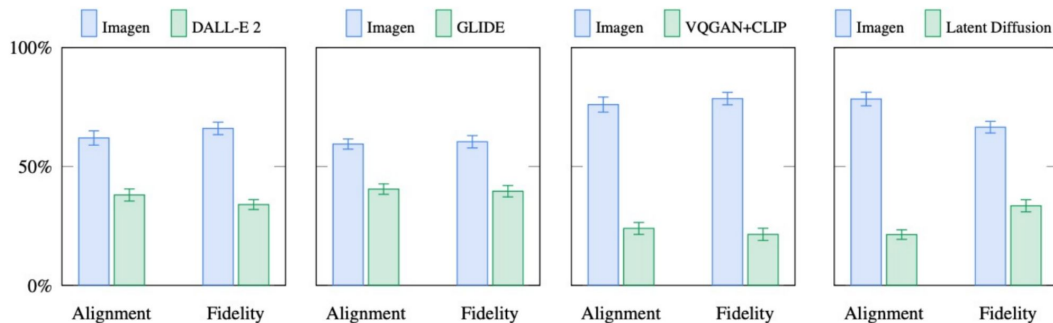 Imagen DALL-E 2 Imagen GLIDE Imagen VQGAN+CLIP Imagen Latent Diffusion
100%
50%
0%
Alignment Fidelity Alignment Fidelity Alignment Fidelity Alignment Fidelity